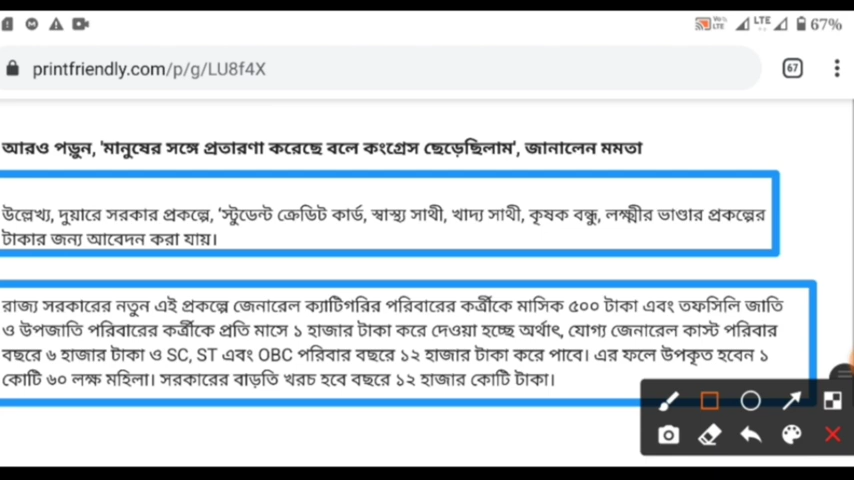 Vo))
LTE
LTE
67%
printfriendly.com/p/g/LU8f4X
67
আরও পড়ুন, 'মানুষের সঙ্গে প্রতারণা করেছে বলে কংগ্রেস ছেড়েছিলাম', জানালেন মমতা
উল্লেখ্য, দুয়ারে সরকার প্রকল্পে, 'স্টুডেন্ট ক্রেডিট কার্ড, স্বাস্থ্য সাথী, খাদ্য সাথী, কৃষক বন্ধু, লক্ষ্মীর ভাণ্ডার প্রকল্পের
টাকার জন্য আবেদন করা যায়।
রাজ্য সরকারের নতুন এই প্রকল্পে জেনারেল ক্যাটিগরির পরিবারের কর্ত্রীকে মাসিক ৫০০ টাকা এবং তফসিলি জাতি
ও উপজাতি পরিবারের কর্ত্রীকে প্রতি মাসে ১ হাজার টাকা করে দেওয়া হচ্ছে অর্থাৎ, যোগ্য জেনারেল কাস্ট পরিবার
বছরে ৬ হাজার টাকা ও SC, ST এবং OBC পরিবার বছরে ১২ হাজার টাকা করে পাবে। এর ফলে উপকৃত হবেন ১
কোটি ৬০ লক্ষ মহিলা। সরকারের বাড়তি খরচ হবে বছরে ১২ হাজার কোটি টাকা।